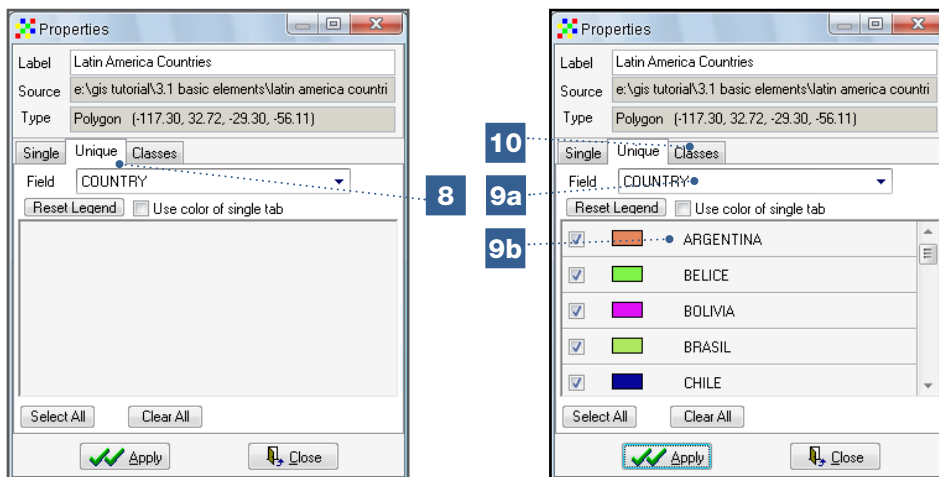 Properties
Label Latin America Countries
Source e:\gis tutorial\3.1 basic elements\latin america countri
Type Polygon (-117.30, 32.72, -29.30, -56.11)
Single Unique Classes
Field COUNTRY
Reset Legend Use color of single tab
Select All Clear All
Apply Close
8
Properties
Label Latin America Countries
Source e:\gis tutorial\3.1 basic elements\latin america countri
Type Polygon (-117.30, 32.72, -29.30, -56.11)
10
Single Unique Classes
9a
Field COUNTRY
Reset Legend Use color of single tab
9b
ARGENTINA
BELICE
BOLIVIA
BRASIL
CHILE
Select All Clear All
Apply Close